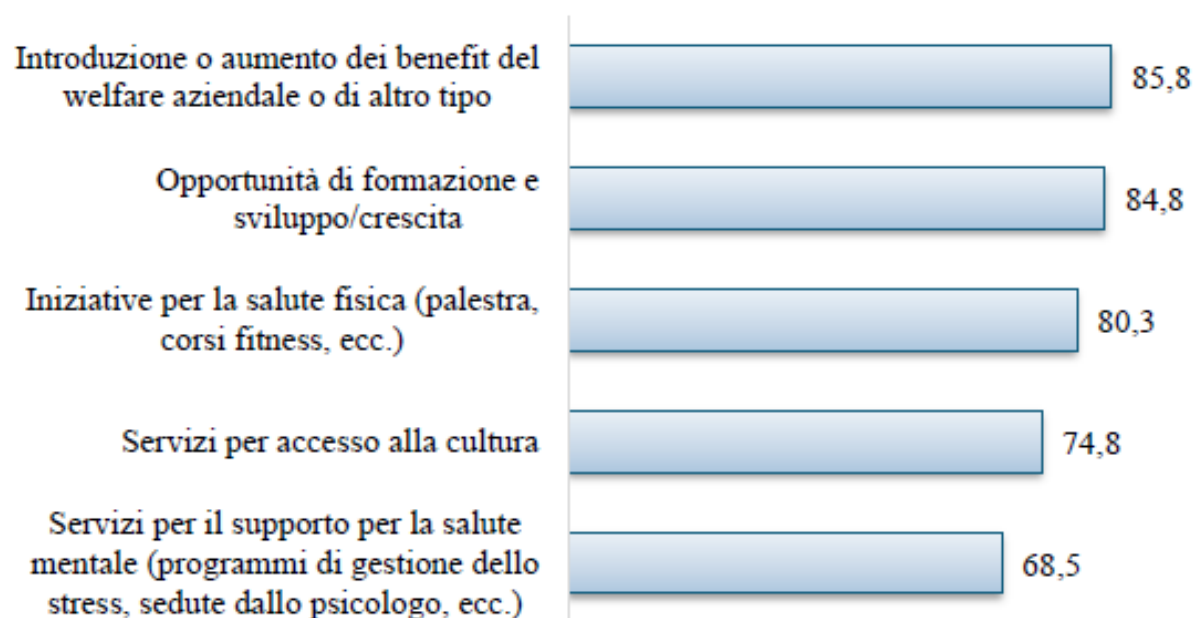 Introduzione o aumento dei benefit del
welfare aziendale o di altro tipo
85,8
Opportunità di formazione e
sviluppo/crescita
84,8
Iniziative per la salute fisica (palestra,
corsi fitness, ecc.)
80,3
Servizi per accesso alla cultura
74,8
Servizi per il supporto per la salute
mentale (programmi di gestione dello
stress, sedute dallo psicologo, ecc.)
68,5